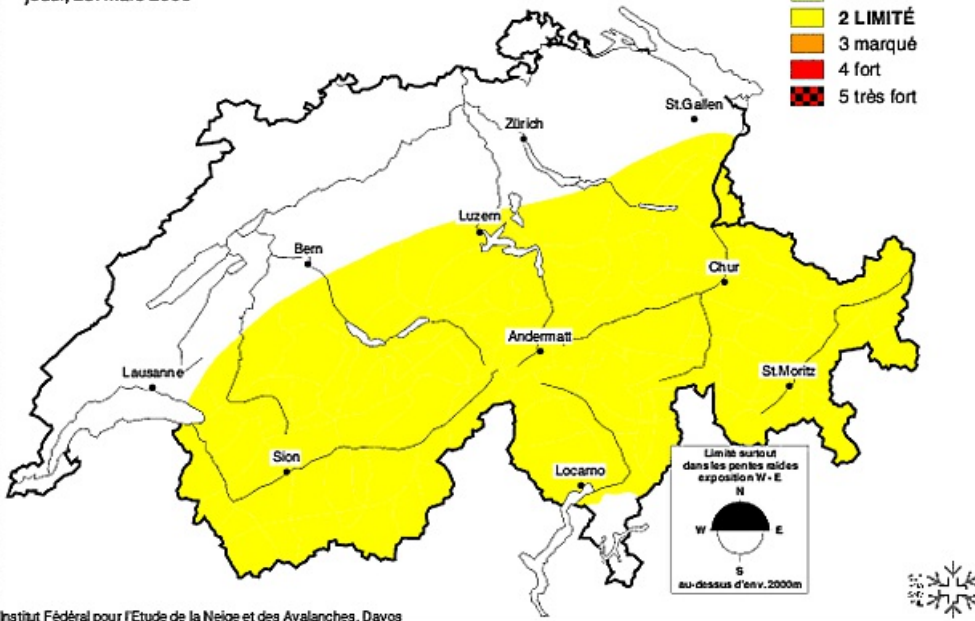 2 LIMITÉ
3 marqué
4 fort
5 très fort
St.Gallen
Zürich
Luzern
Bern
Chur
Andermatt
Lausanne
St.Moritz
Sion
Locarno
Limité surtout
dans les pentes raides
exposition W - E
N
W E
S
au-dessus d'env. 2000m
Institut Fédéral pour l'Etude de la Neige et des Avalanches, Davos